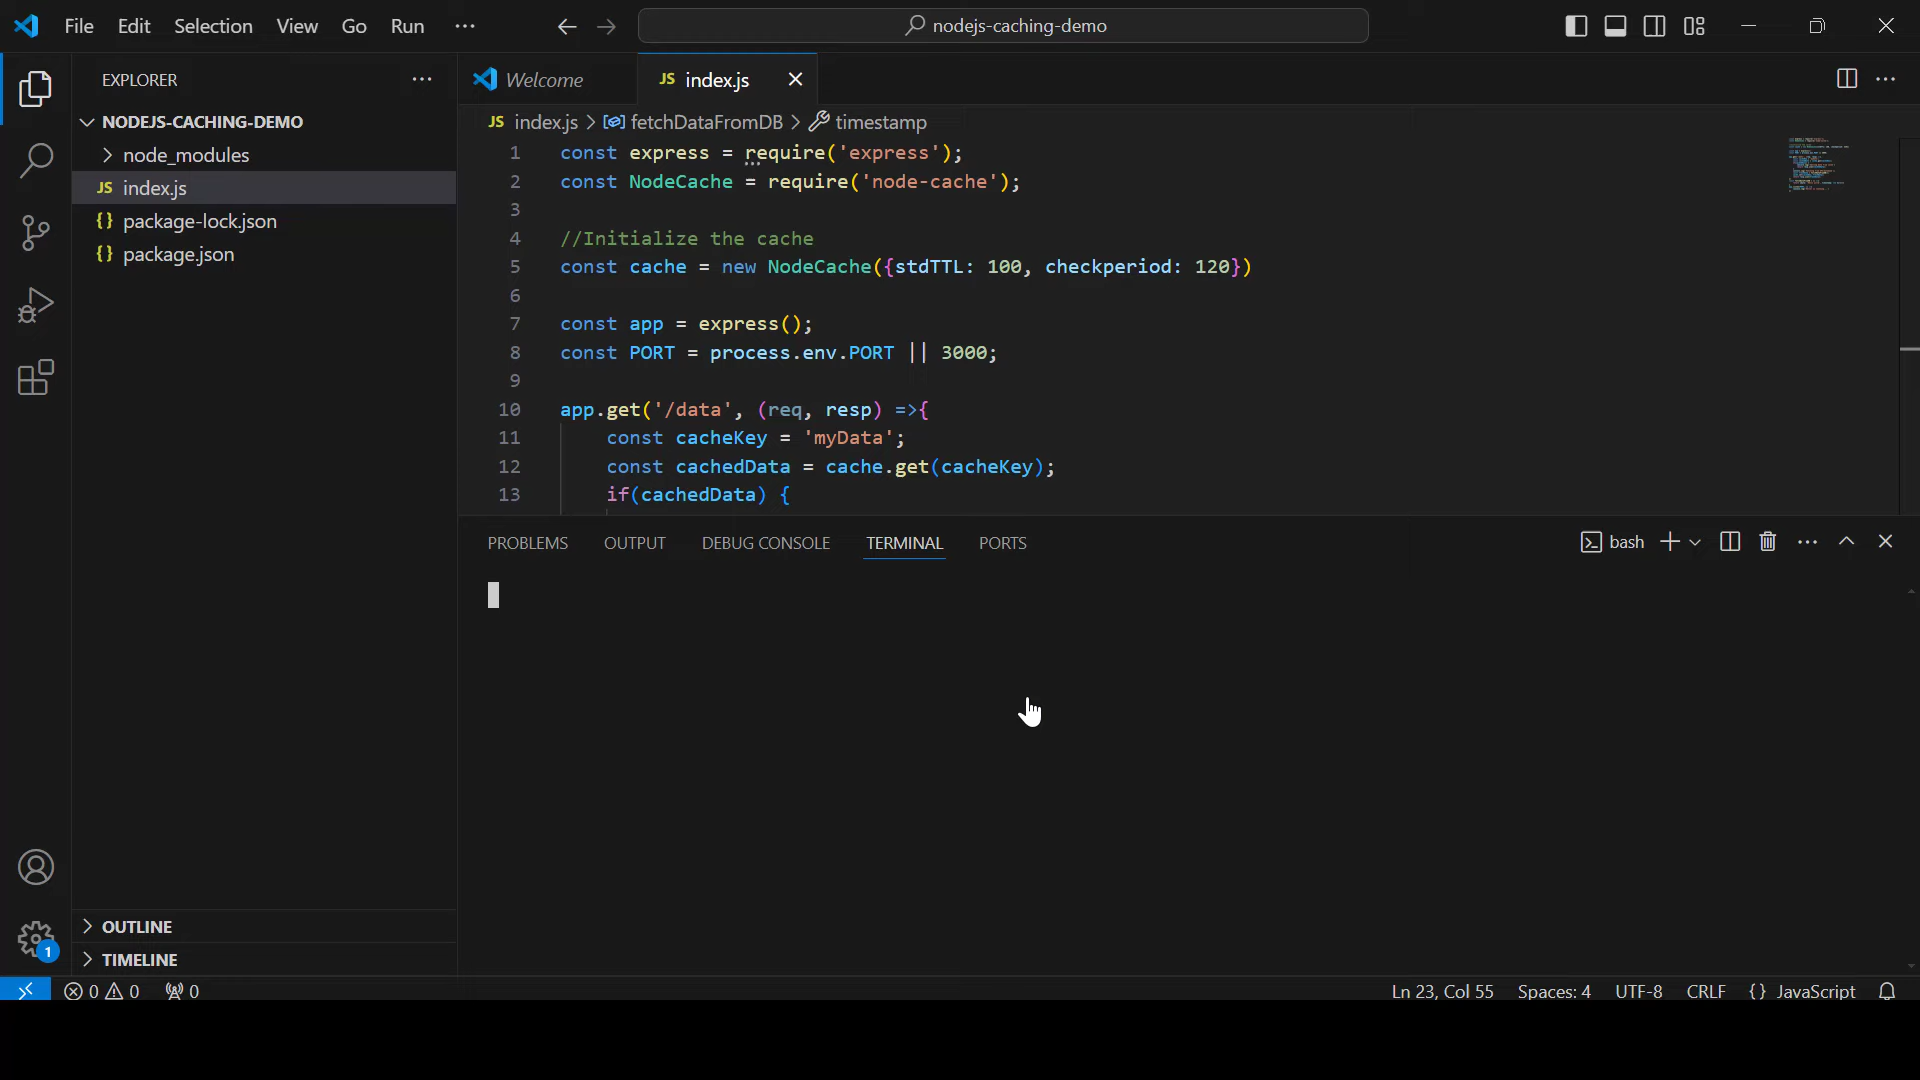 File Edit Selection View Go Run ··· nodejs-caching-demo
EXPLORER
NODEJS-CACHING-DEMO
node_modules
JS index.js
{} package-lock.json
{} package.json
OUTLINE
TIMELINE
1
Welcome JS index.js
JS index.js > fetchDataFromDB > timestamp
1 const express = require('express');
2 const NodeCache = require('node-cache');
3
4 //Initialize the cache
5 const cache = new NodeCache({stdTTL: 100, checkperiod: 120})
6
7 const app = express();
8 const PORT = process.env.PORT || 3000;
9
10 app.get('/data', (req, resp) =>{
11 const cacheKey = 'myData';
12 const cachedData = cache.get(cacheKey);
13 if(cachedData) {
PROBLEMS OUTPUT DEBUG CONSOLE TERMINAL PORTS bash
0 0 0 Ln 23, Col 55 Spaces: 4 UTF-8 CRLF {} JavaScript